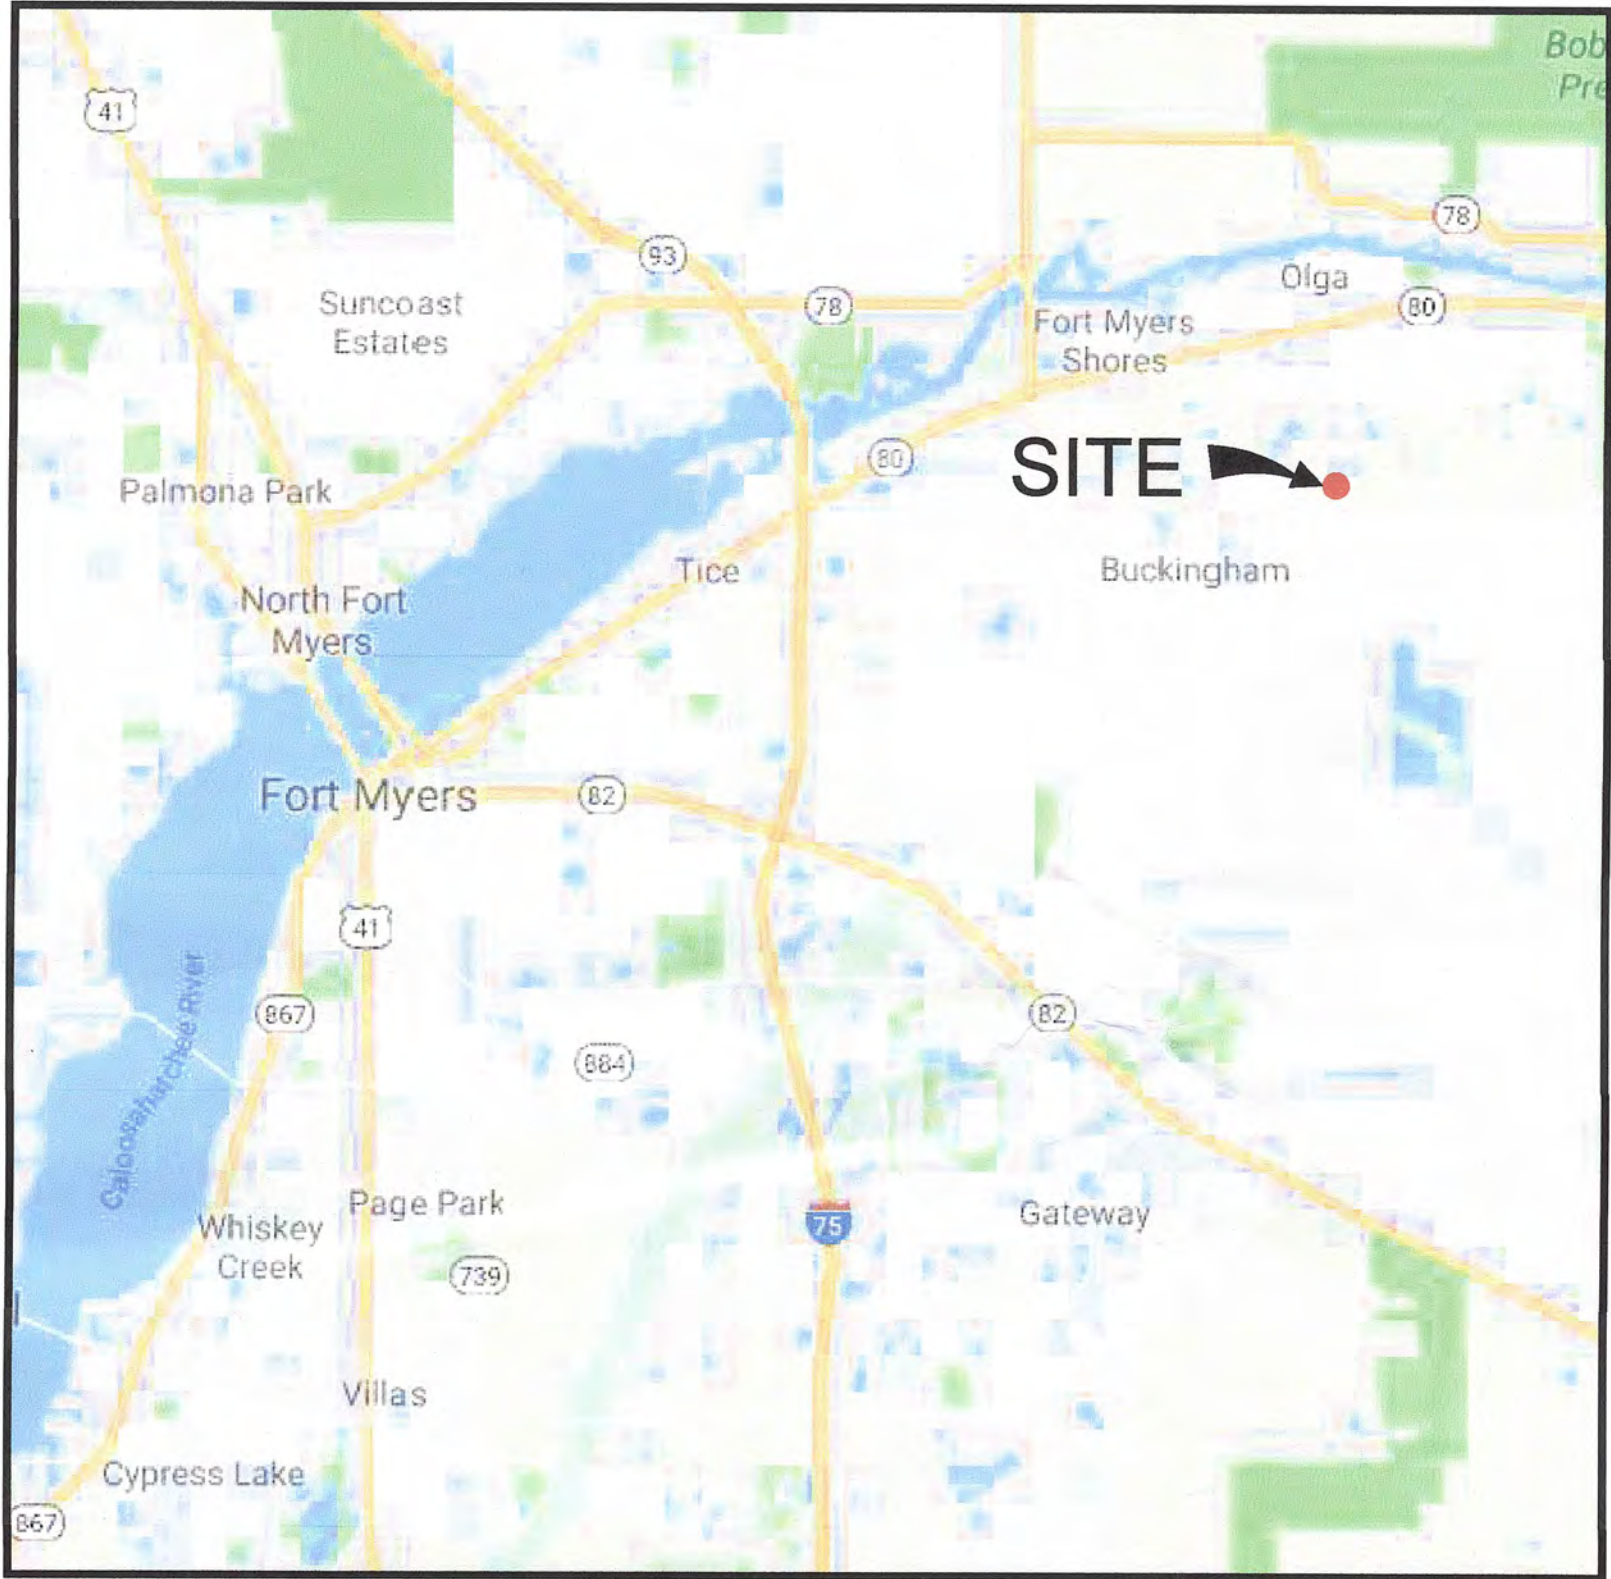 Bob
Pre
41
78
93
Olga
Suncoast
Estates
78
80
Fort Myers
Shores
80
SITE
Palmona Park
Tice
Buckingham
North Fort
Myers
Fort Myers
82
41
Caloosahatchee River
867
82
884
Page Park
Whiskey
Creek
75
Gateway
739
Villas
Cypress Lake
867